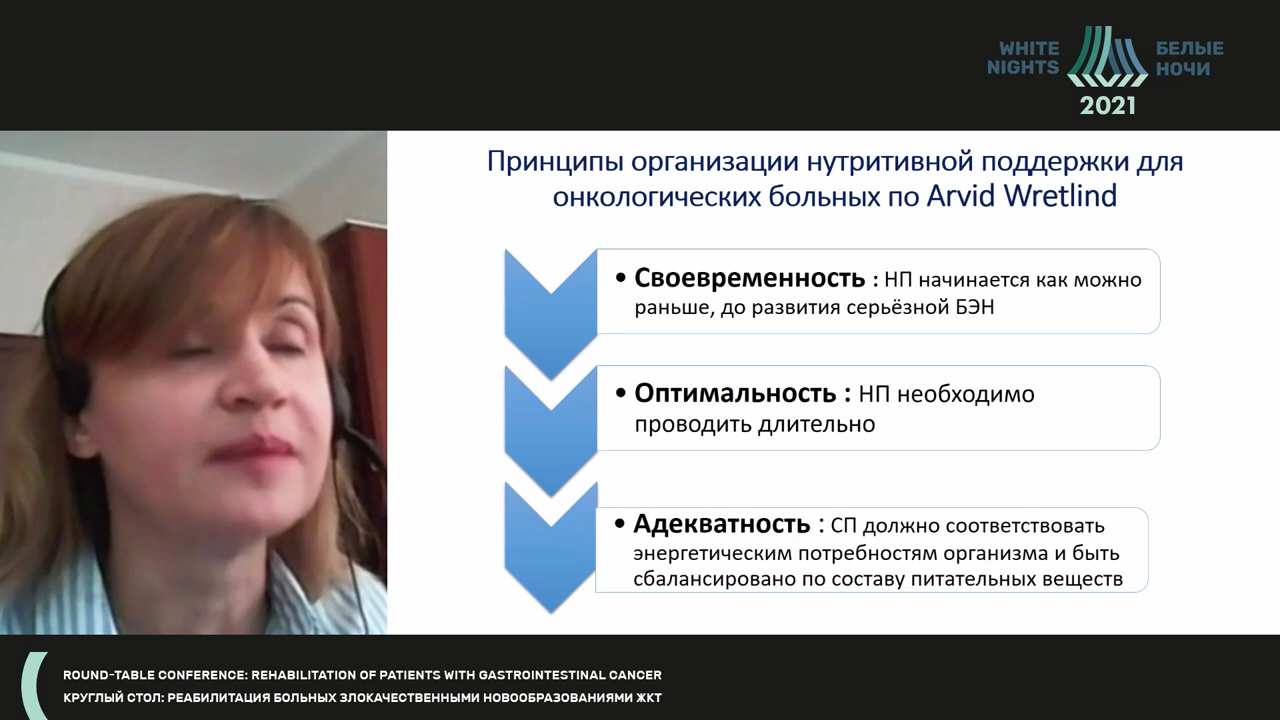 WHITE NIGHTS
БЕЛЫЕ НОЧИ
2021
Принципы организации нутритивной поддержки для
онкологических больных по Arvid Wretlind
• Своевременность : НП начинается как можно
раньше, до развития серьёзной БЭН
• Оптимальность : НП необходимо
проводить длительно
• Адекватность : СП должно соответствовать
энергетическим потребностям организма и быть
сбалансировано по составу питательных веществ
ROUND-TABLE CONFERENCE: REHABILITATION OF PATIENTS WITH GASTROINTESTINAL CANCER
КРУГЛЫЙ СТОЛ: РЕАБИЛИТАЦИЯ БОЛЬНЫХ ЗЛОКАЧЕСТВЕННЫМИ НОВООБРАЗОВАНИЯМИ ЖКТ